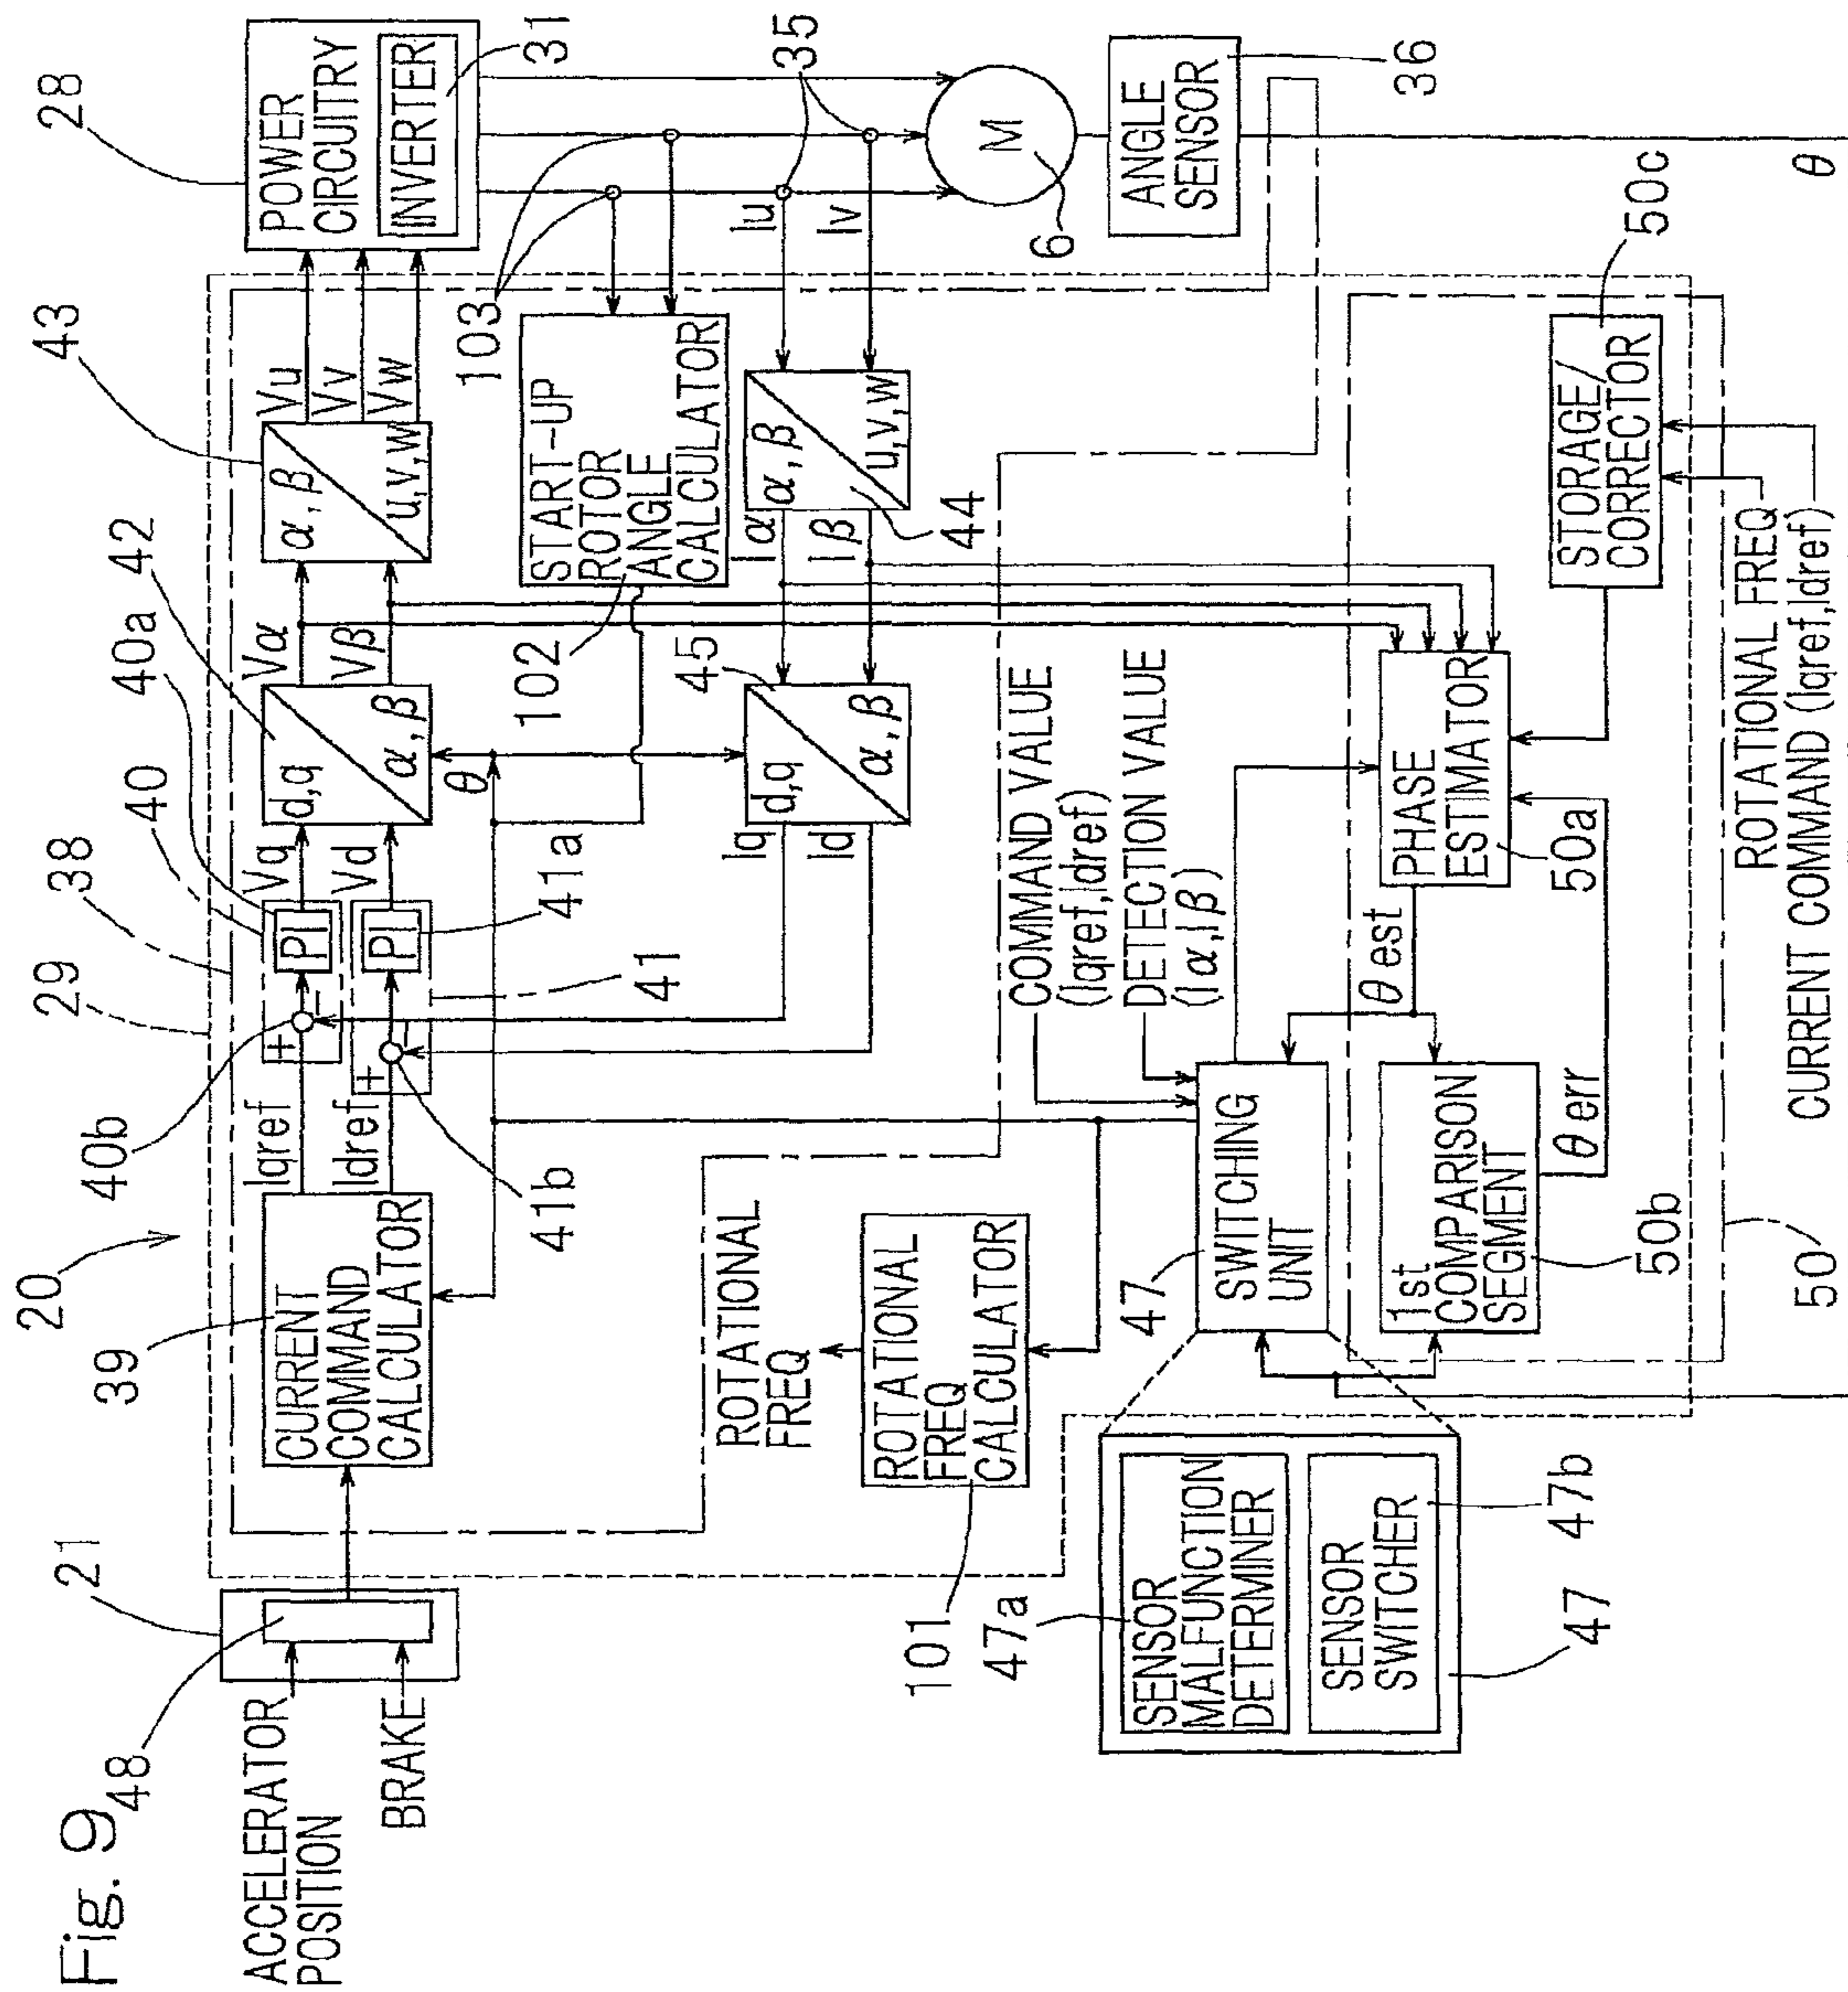 Fig. 9
20
21
48
ACCELERATOR
POSITION
BRAKE
29
38
39
CURRENT
COMMAND
CALCULATOR
Iqref
Idref
40b
41b
+
−
+
−
40
40a
PI
PI
41
41a
Vq
Vd
42
d,q
α,β
θ
Vα
Vβ
43
α,β
u,v,w
Vu
Vv
Vw
28
POWER
CIRCUITRY
INVERTER
31
103
35
START-UP
ROTOR
ANGLE
CALCULATOR
102
Iu
Iv
M
6
ANGLE
SENSOR
36
θ
α,β
u,v,w
44
Iα
Iβ
45
d,q
α,β
Iq
Id
ROTATIONAL
FREQ
ROTATIONAL
FREQ
CALCULATOR
101
COMMAND VALUE
(Iqref,Idref)
DETECTION VALUE
(Iα,Iβ)
47
SWITCHING
UNIT
47a
SENSOR
MALFUNCTION
DETERMINER
SENSOR
SWITCHER
47b
47
θest
PHASE
ESTIMATOR
50a
1st
COMPARISON
SEGMENT
50b
θerr
50
STORAGE/
CORRECTOR
50c
ROTATIONAL FREQ
CURRENT COMMAND (Iqref,Idref)